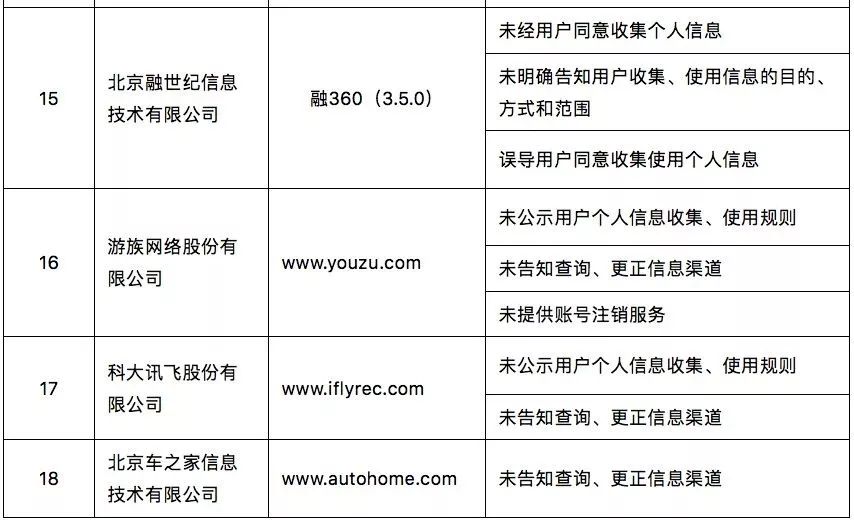 15
北京融世纪信息
技术有限公司
融360（3.5.0）
未经用户同意收集个人信息
未明确告知用户收集、使用信息的目的、
方式和范围
误导用户同意收集使用个人信息
16
游族网络股份有
限公司
www.youzu.com
未公示用户个人信息收集、使用规则
未告知查询、更正信息渠道
未提供账号注销服务
17
科大讯飞股份有
限公司
www.iflyrec.com
未公示用户个人信息收集、使用规则
未告知查询、更正信息渠道
18
北京车之家信息
技术有限公司
www.autohome.com
未告知查询、更正信息渠道